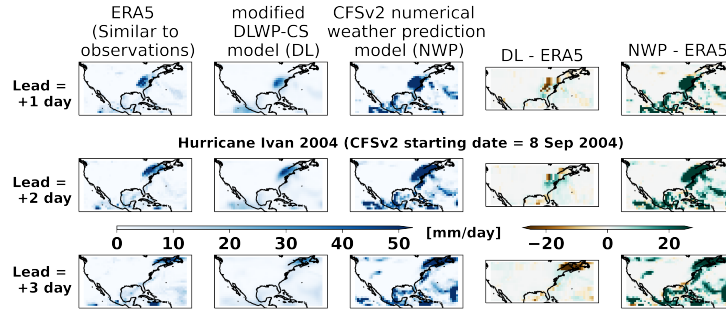 ERA5
(Similar to
observations)
modified
DLWP-CS
model (DL)
CFSv2 numerical
weather prediction
model (NWP)
DL - ERA5
NWP - ERA5
Lead =
+1 day
Hurricane Ivan 2004 (CFSv2 starting date = 8 Sep 2004)
Lead =
+2 day
0 10 20 30 40 50 [mm/day] −20 0 20
Lead =
+3 day